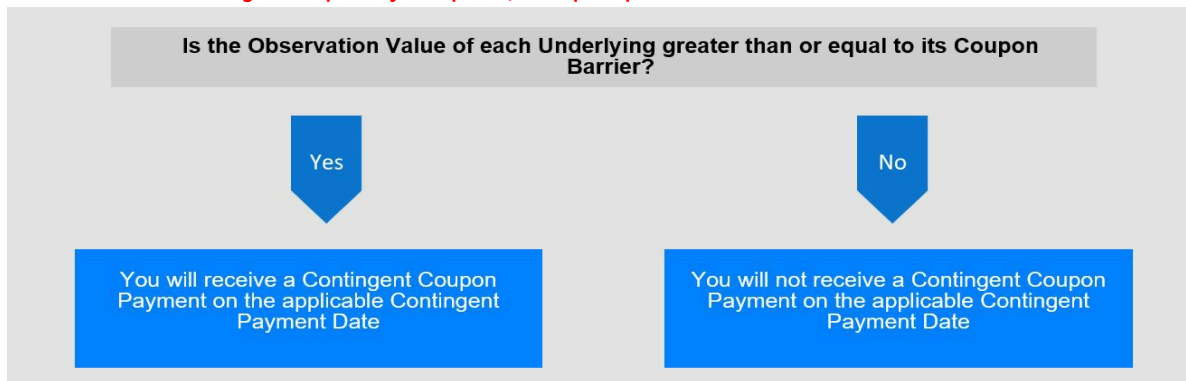 Is the Observation Value of each Underlying greater than or equal to its Coupon
Barrier?
Yes
No
You will receive a Contingent Coupon
Payment on the applicable Contingent
Payment Date
You will not receive a Contingent Coupon
Payment on the applicable Contingent
Payment Date